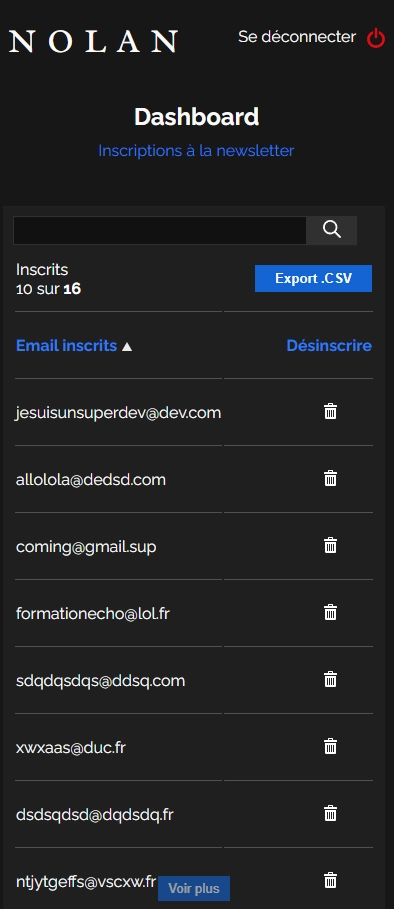 NOLAN
Se déconnecter
Dashboard
Inscriptions à la newsletter
Inscrits
10 sur 16
Export .CSV
Email inscrits ▲
Désinscrire
jesuisunsuperdev@dev.com
allolola@dedsd.com
coming@gmail.sup
formationecho@lol.fr
sdqdqsdqs@ddsq.com
xwxaas@duc.fr
dsdsqdsd@dqdsdq.fr
ntjytgeffs@vscxw.fr
Voir plus